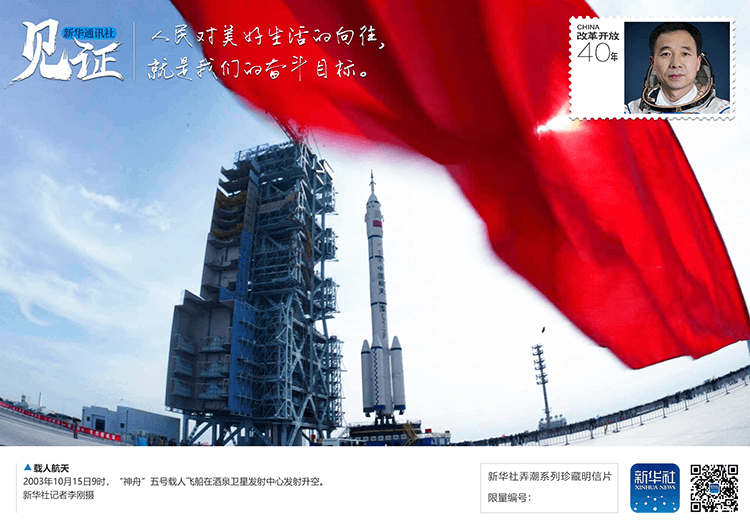 新华通讯社
见证
人民对美好生活的向往,
就是我们的奋斗目标。
CHINA
改革开放
40年
中国航天
▲载人航天
2003年10月15日9时，“神舟”五号载人飞船在酒泉卫星发射中心发射升空。
新华社记者李刚摄
新华社弄潮系列珍藏明信片
限量编号：
新华社
XINHUA NEWS